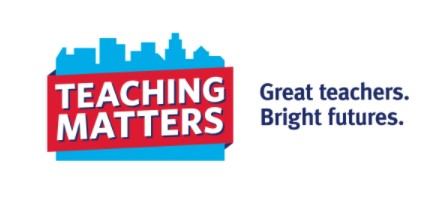 TEACHING
MATTERS
Great teachers.
Bright futures.